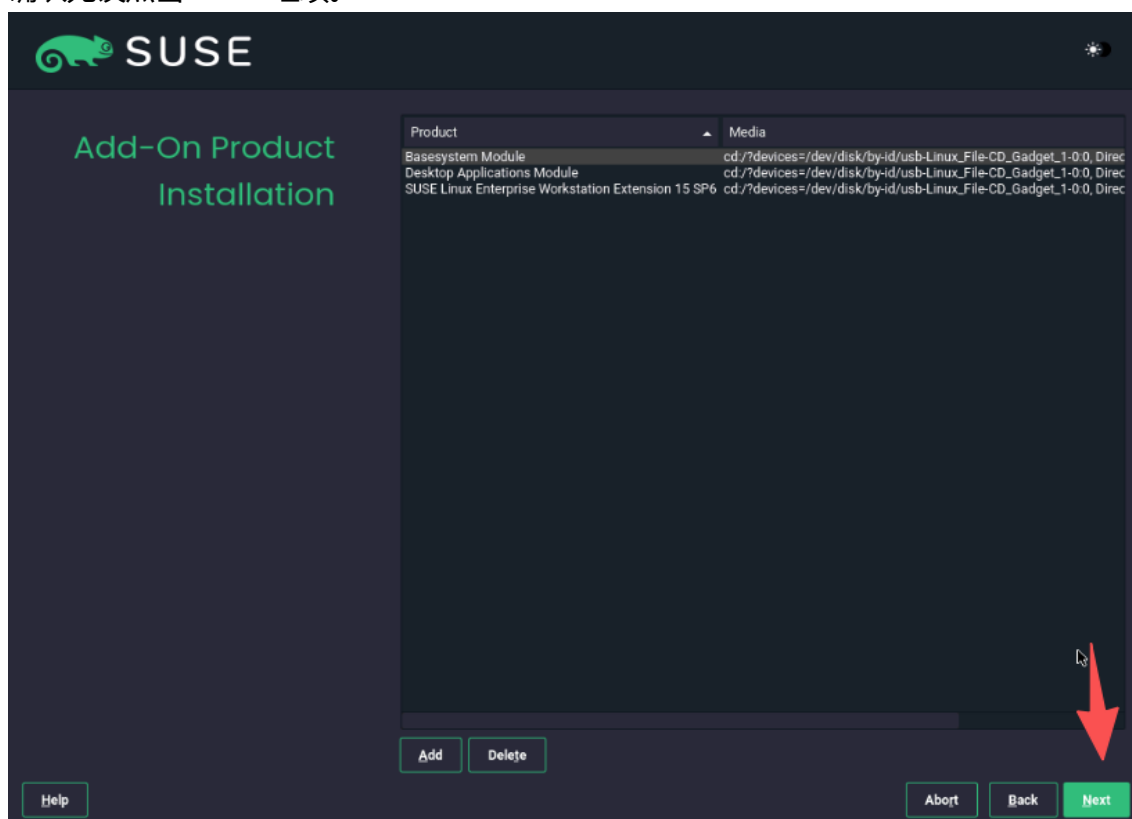 SUSE
Add-On Product
Installation
Product Media
Basesystem Module cd:/?devices=/dev/disk/by-id/usb-Linux_File-CD_Gadget_1-0:0, Direc
Desktop Applications Module cd:/?devices=/dev/disk/by-id/usb-Linux_File-CD_Gadget_1-0:0, Direc
SUSE Linux Enterprise Workstation Extension 15 SP6 cd:/?devices=/dev/disk/by-id/usb-Linux_File-CD_Gadget_1-0:0, Direc
Add Delete
Help Abort Back Next